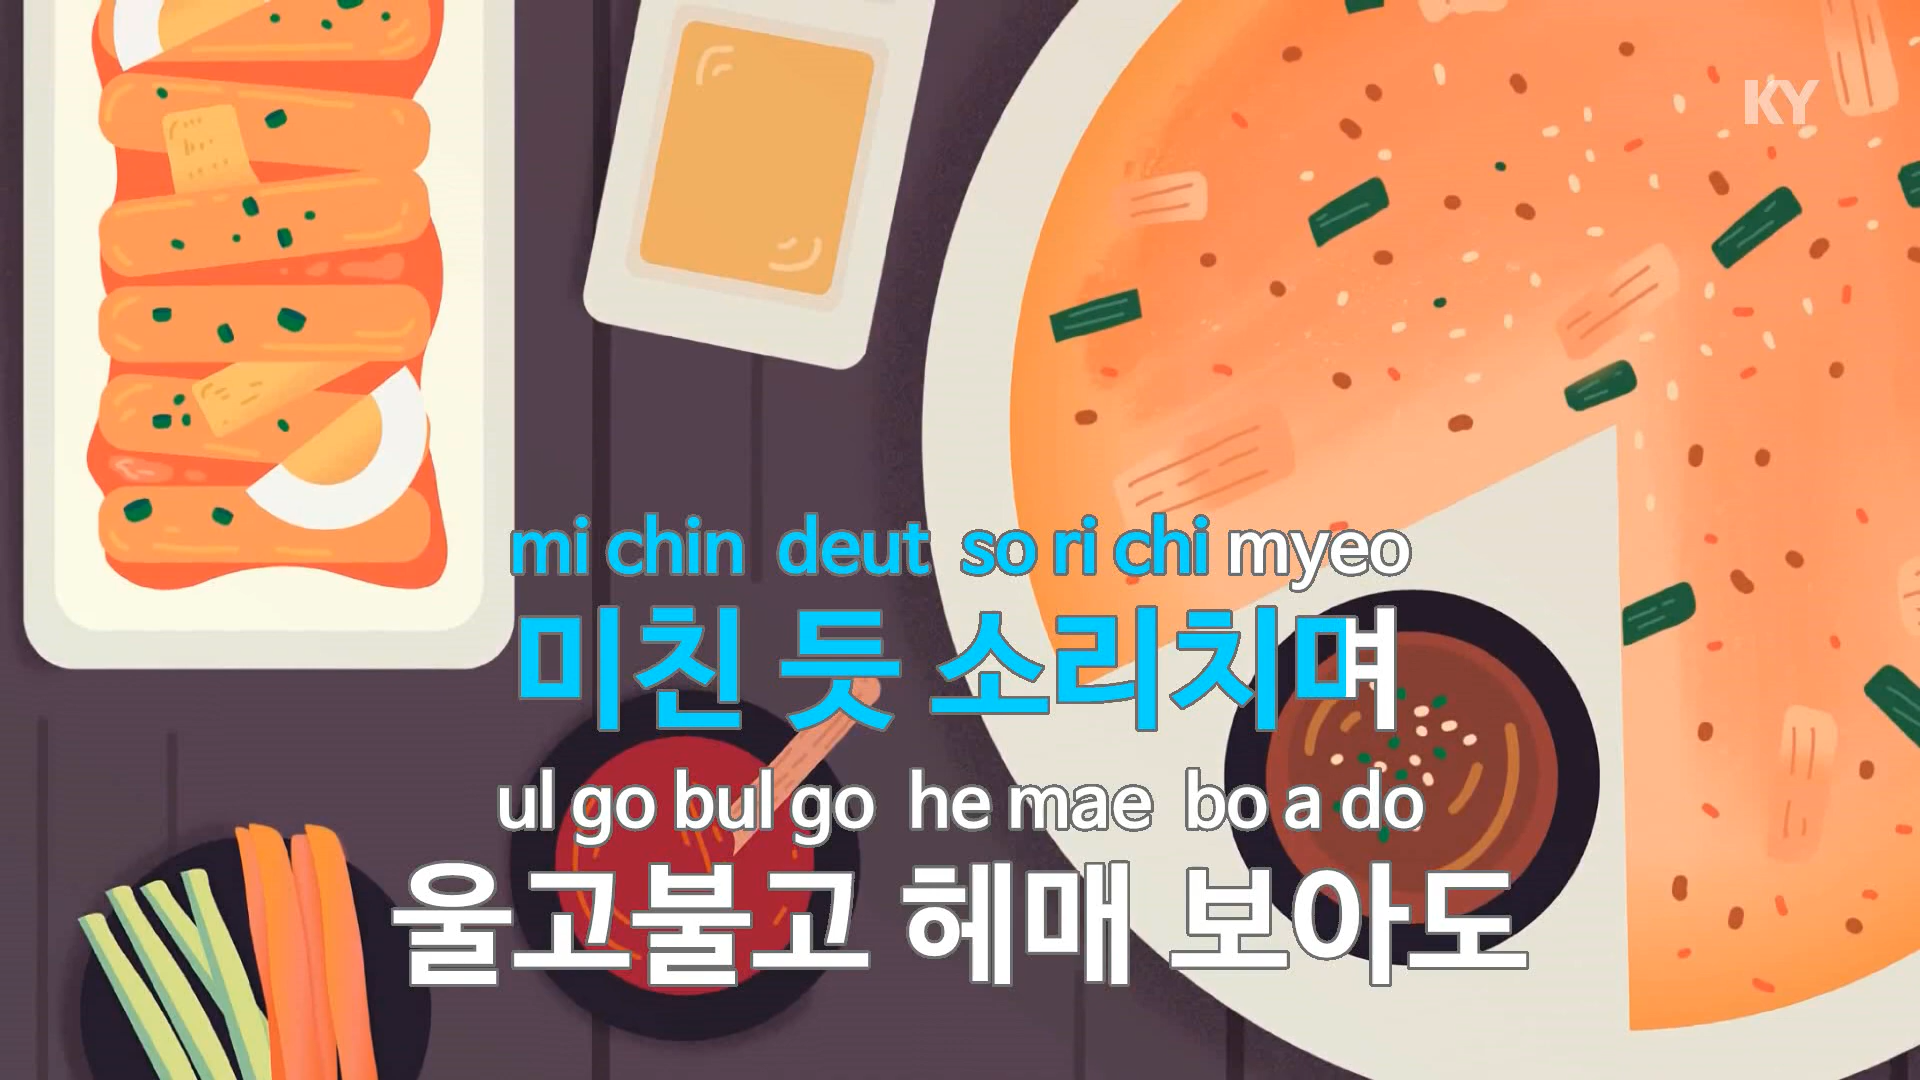 KY
mi chin deut so ri chi myeo
미친 듯 소리치며
ul go bul go he mae bo a do
울고불고 헤매 보아도